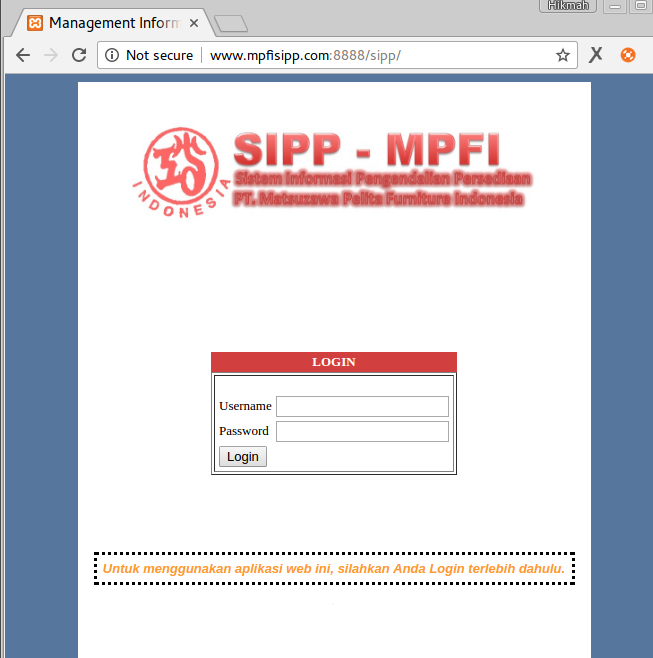 Hikmah
Management Inform
Not secure www.mpfisipp.com:8888/sipp/
SIPP - MPFI
Sistem Informasi Pengendalian Persediaan
PT. Matsuzawa Pelita Furniture Indonesia
INDONESIA
LOGIN
Username
Password
Login
Untuk menggunakan aplikasi web ini, silahkan Anda Login terlebih dahulu.